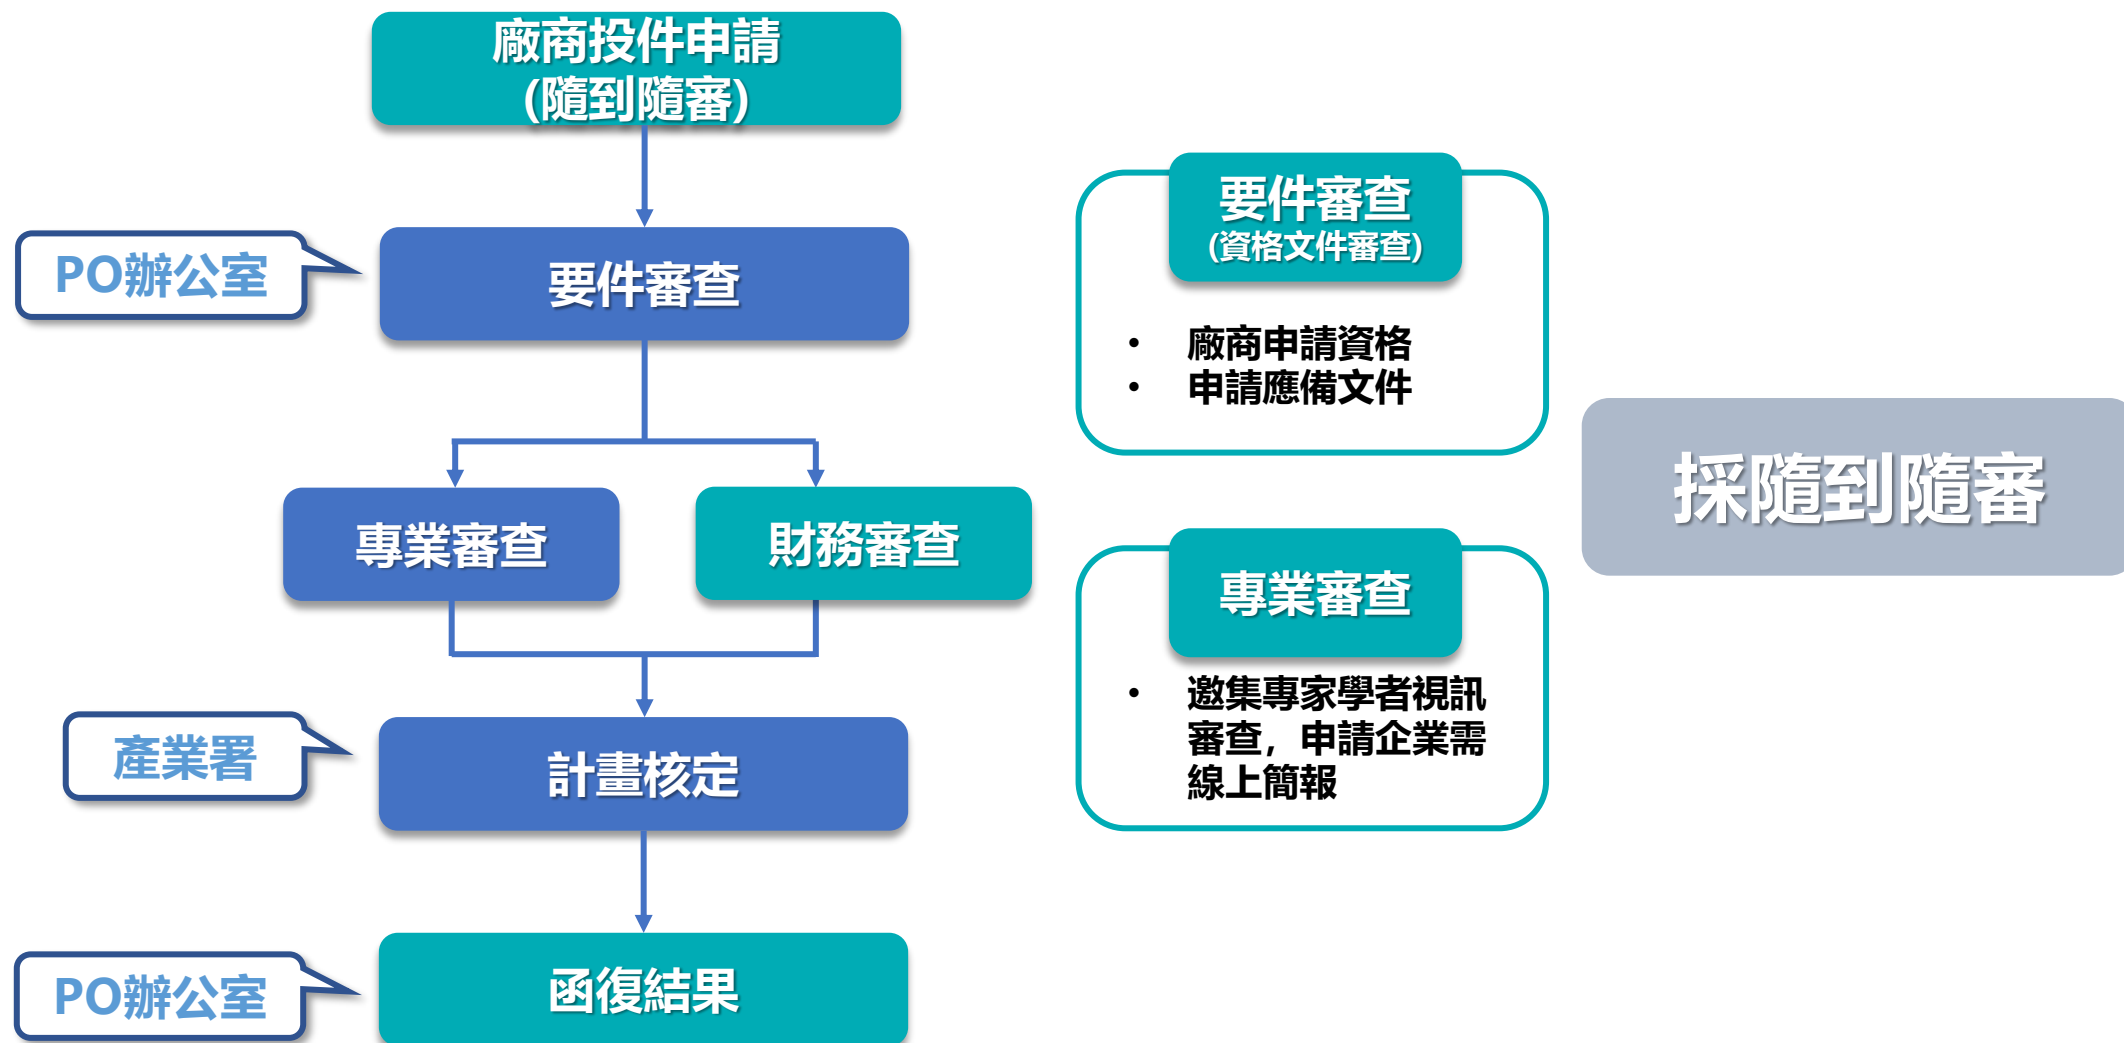 廠商投件申請
(隨到隨審)
PO辦公室
要件審查
專業審查
財務審查
產業署
計畫核定
PO辦公室
函復結果
要件審查
(資格文件審查)
• 廠商申請資格
• 申請應備文件
專業審查
• 邀集專家學者視訊
審查，申請企業需
線上簡報
採隨到隨審